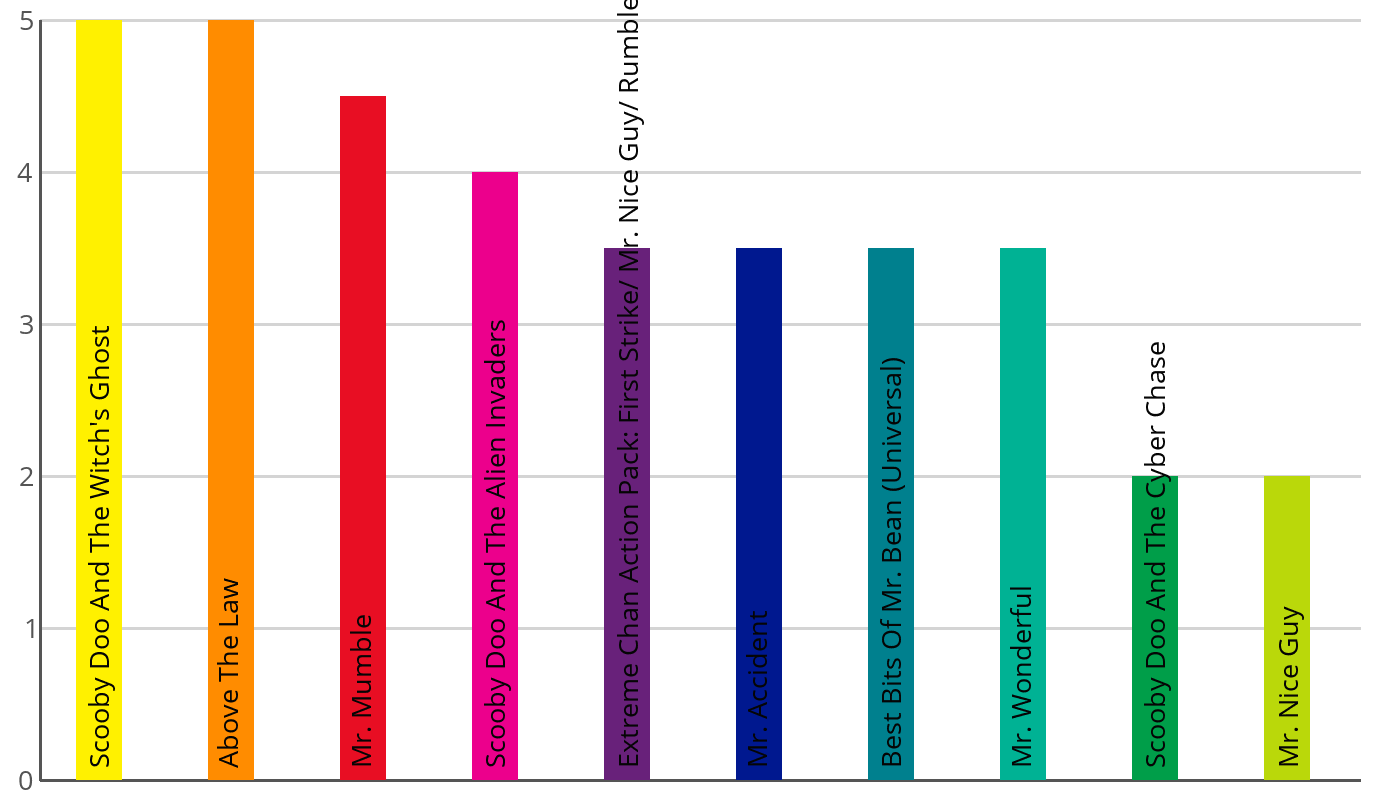 5
4
3
2
1
0
Scooby Doo And The Witch's Ghost
Above The Law
Mr. Mumble
Scooby Doo And The Alien Invaders
Extreme Chan Action Pack: First Strike/ Mr. Nice Guy/ Rumble
Mr. Accident
Best Bits Of Mr. Bean (Universal)
Mr. Wonderful
Scooby Doo And The Cyber Chase
Mr. Nice Guy